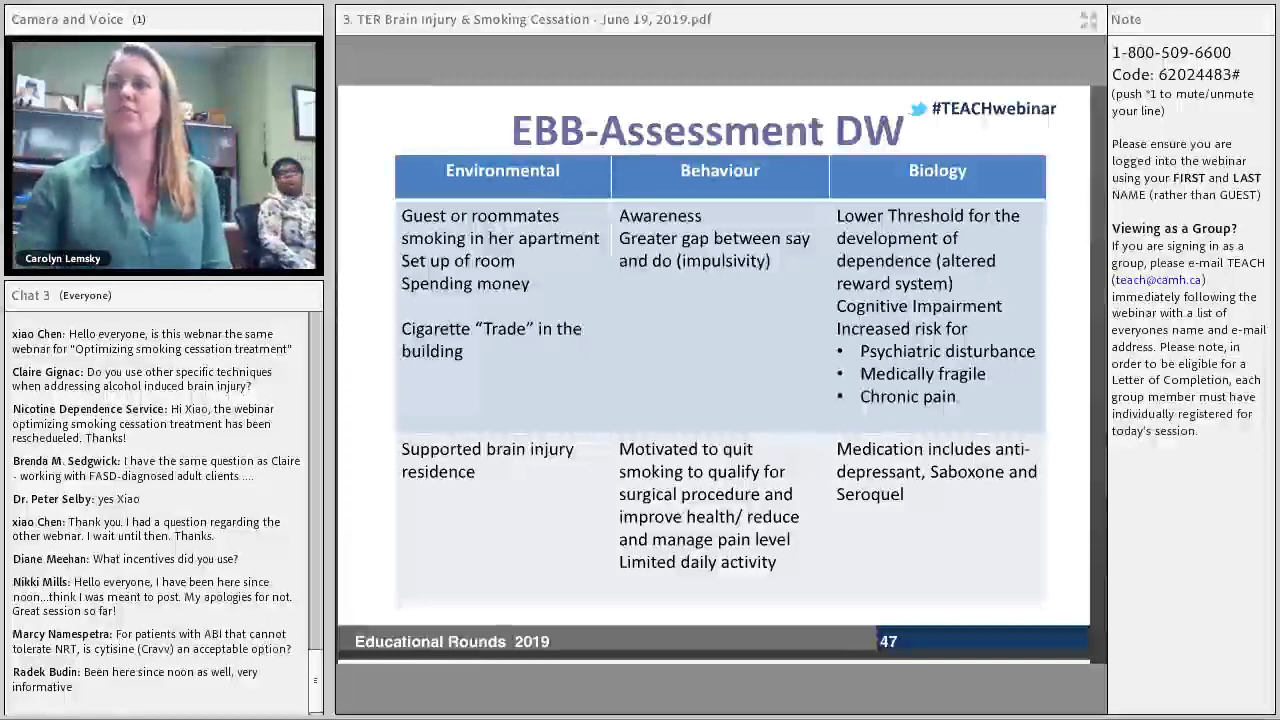 Camera and Voice (1)
Carolyn Lemsky
Chat 3 (Everyone)
xiao Chen: Hello everyone, is this webnar the same
webnar for "Optimizing smoking cessation treatment"
Claire Gignac: Do you use other specific techniques
when addressing alcohol induced brain injury?
Nicotine Dependence Service: Hi Xiao, the webinar
optimizing smoking cessation treatment has been
reschedueled. Thanks!
Brenda M. Sedgwick: I have the same question as Claire
- working with FASD-diagnosed adult clients ....
Dr. Peter Selby: yes Xiao
xiao Chen: Thank you. I had a question regarding the
other webinar. I wait until then. Thanks.
Diane Meehan: What incentives did you use?
Nikki Mills: Hello everyone, I have been here since
noon...think I was meant to post. My apologies for not.
Great session so far!
Marcy Namespetra: For patients with ABI that cannot
tolerate NRT, is cytisine (Cravv) an acceptable option?
Radek Budin: Been here since noon as well, very
informative
3. TER Brain Injury & Smoking Cessation - June 19, 2019.pdf
#TEACHwebinar
EBB-Assessment DW
Environmental
Behaviour
Biology
Guest or roommates
smoking in her apartment
Set up of room
Spending money
Cigarette “Trade” in the
building
Awareness
Greater gap between say
and do (impulsivity)
Lower Threshold for the
development of
dependence (altered
reward system)
Cognitive Impairment
Increased risk for
• Psychiatric disturbance
• Medically fragile
• Chronic pain
Supported brain injury
residence
Motivated to quit
smoking to qualify for
surgical procedure and
improve health/ reduce
and manage pain level
Limited daily activity
Medication includes anti-
depressant, Saboxone and
Seroquel
Educational Rounds 2019
47
Note
1-800-509-6600
Code: 62024483#
(push *1 to mute/unmute
your line)
Please ensure you are
logged into the webinar
using your FIRST and LAST
NAME (rather than GUEST)
Viewing as a Group?
If you are signing in as a
group, please e-mail TEACH
(teach@camh.ca)
immediately following the
webinar with a list of
everyones name and e-mail
address. Please note, in
order to be eligible for a
Letter of Completion, each
group member must have
individually registered for
today's session.